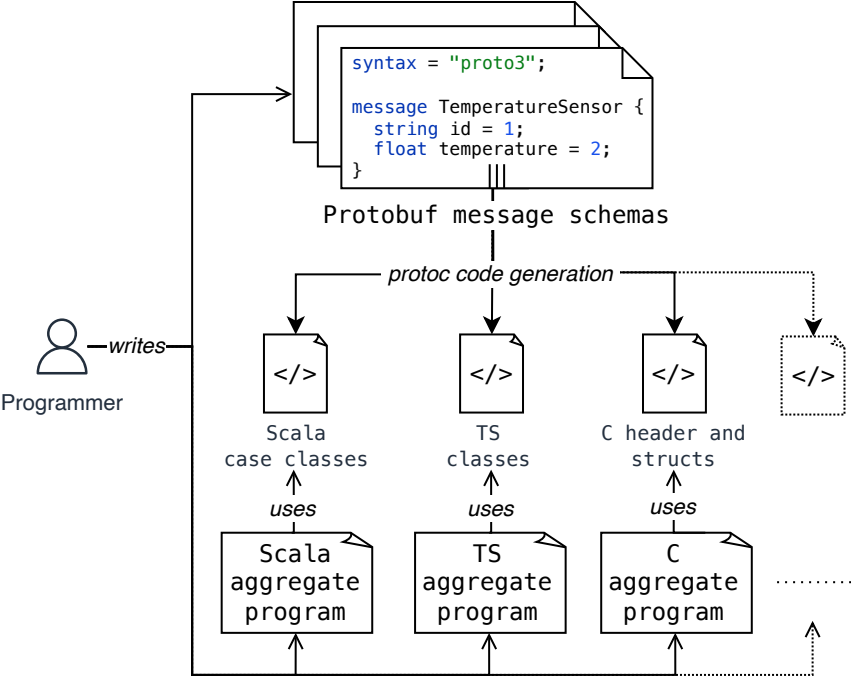 syntax = "proto3";
message TemperatureSensor {
string id = 1;
float temperature = 2;
}
Protobuf message schemas
protoc code generation
writes
Programmer
</>
</>
</>
</>
Scala
case classes
TS
classes
C header and
structs
uses
uses
uses
Scala
aggregate
program
TS
aggregate
program
C
aggregate
program